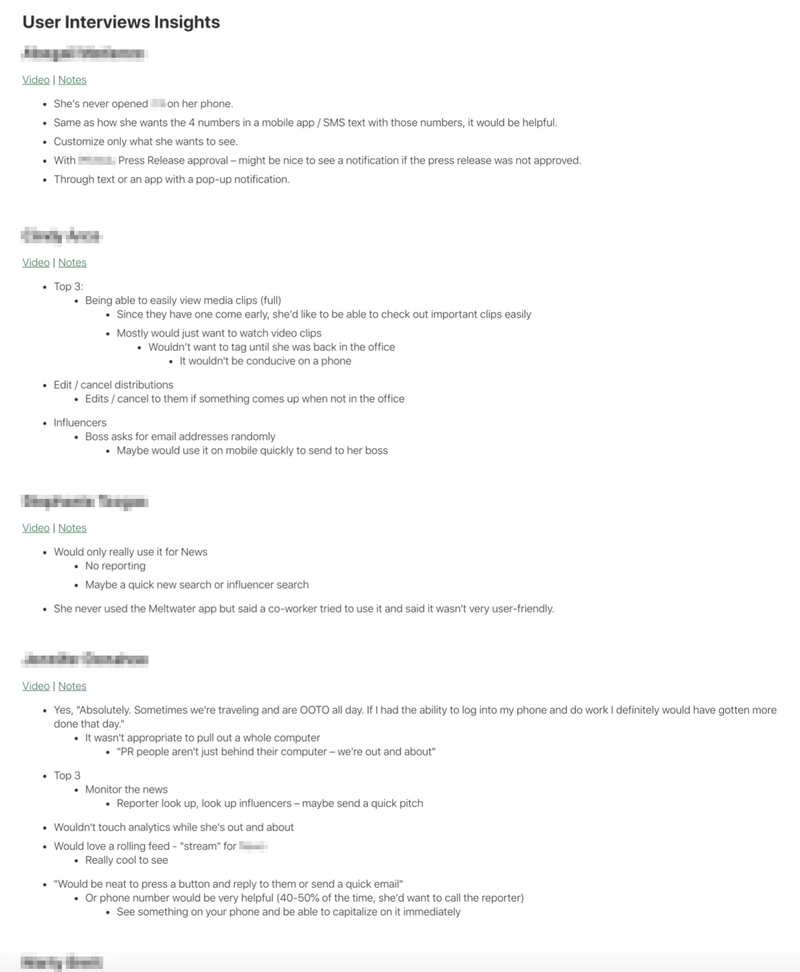 User Interviews Insights
Video | Notes
She's never opened on her phone.
Same as how she wants the 4 numbers in a mobile app / SMS text with those numbers, it would be helpful.
Customize only what she wants to see.
With Press Release approval – might be nice to see a notification if the press release was not approved.
Through text or an app with a pop-up notification.
Video | Notes
Top 3:
Being able to easily view media clips (full)
Since they have one come early, she'd like to be able to check out important clips easily
Mostly would just want to watch video clips
Wouldn't want to tag until she was back in the office
It wouldn't be conducive on a phone
Edit / cancel distributions
Edits / cancel to them if something comes up when not in the office
Influencers
Boss asks for email addresses randomly
Maybe would use it on mobile quickly to send to her boss
Video | Notes
Would only really use it for News
No reporting
Maybe a quick new search or influencer search
She never used the Meltwater app but said a co-worker tried to use it and said it wasn't very user-friendly.
Video | Notes
Yes, "Absolutely. Sometimes we're traveling and are OOTO all day. If I had the ability to log into my phone and do work I definitely would have gotten more
done that day."
It wasn't appropriate to pull out a whole computer
"PR people aren't just behind their computer – we're out and about"
Top 3
Monitor the news
Reporter look up, look up influencers – maybe send a quick pitch
Wouldn't touch analytics while she's out and about
Would love a rolling feed - "stream" for
Really cool to see
"Would be neat to press a button and reply to them or send a quick email"
Or phone number would be very helpful (40-50% of the time, she'd want to call the reporter)
See something on your phone and be able to capitalize on it immediately